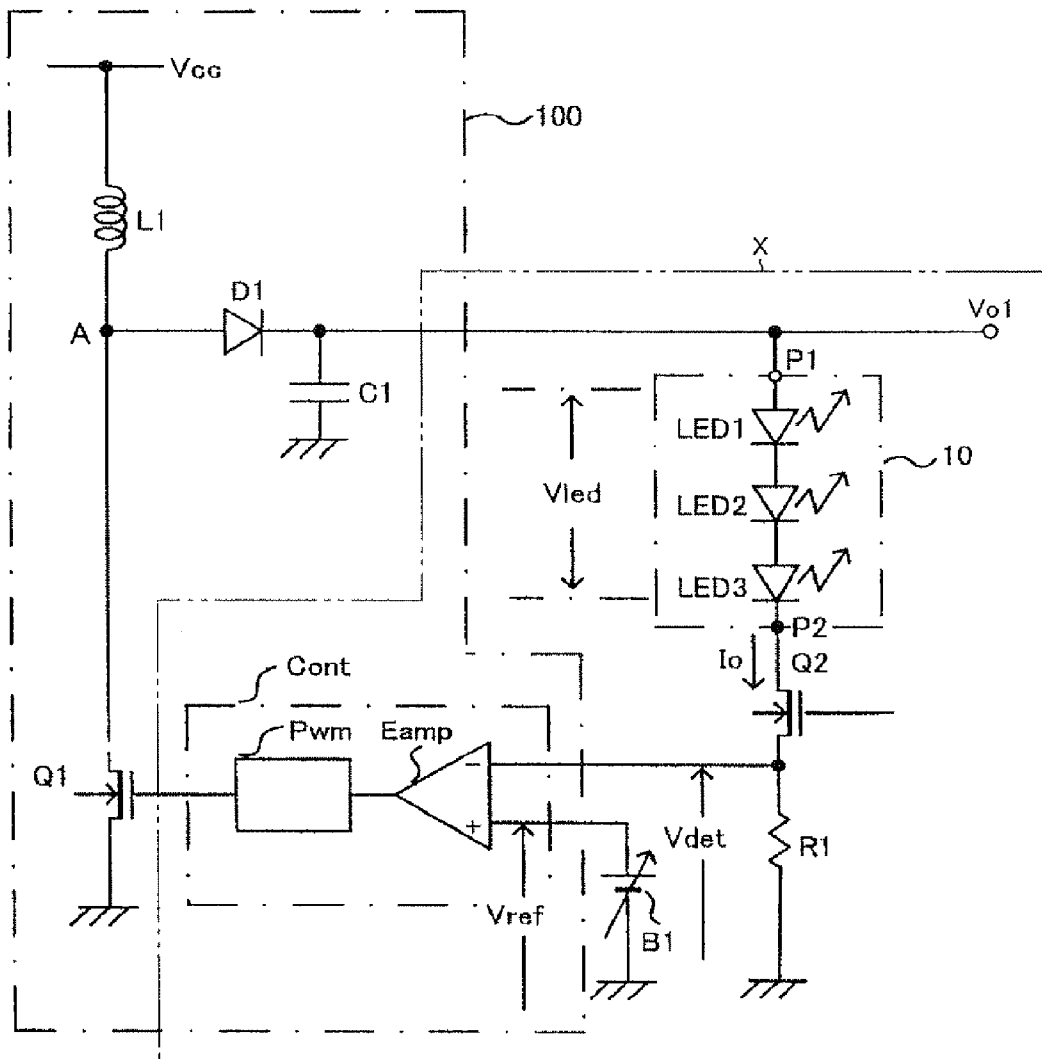 Vcc
100
L1
X
D1
Vo1
A
P1
C1
LED1
10
Vled
LED2
LED3
P2
Io
Q2
Cont
Pwm
Eamp
Q1
−
+
Vdet
R1
Vref
B1